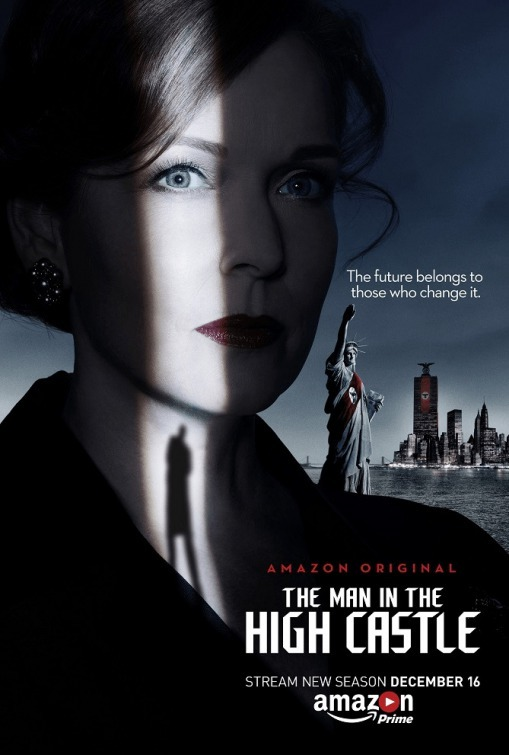 The future belongs to
those who change it.
AMAZON ORIGINAL
THE MAN IN THE
HIGH CASTLE
STREAM NEW SEASON DECEMBER 16
amazon
Prime